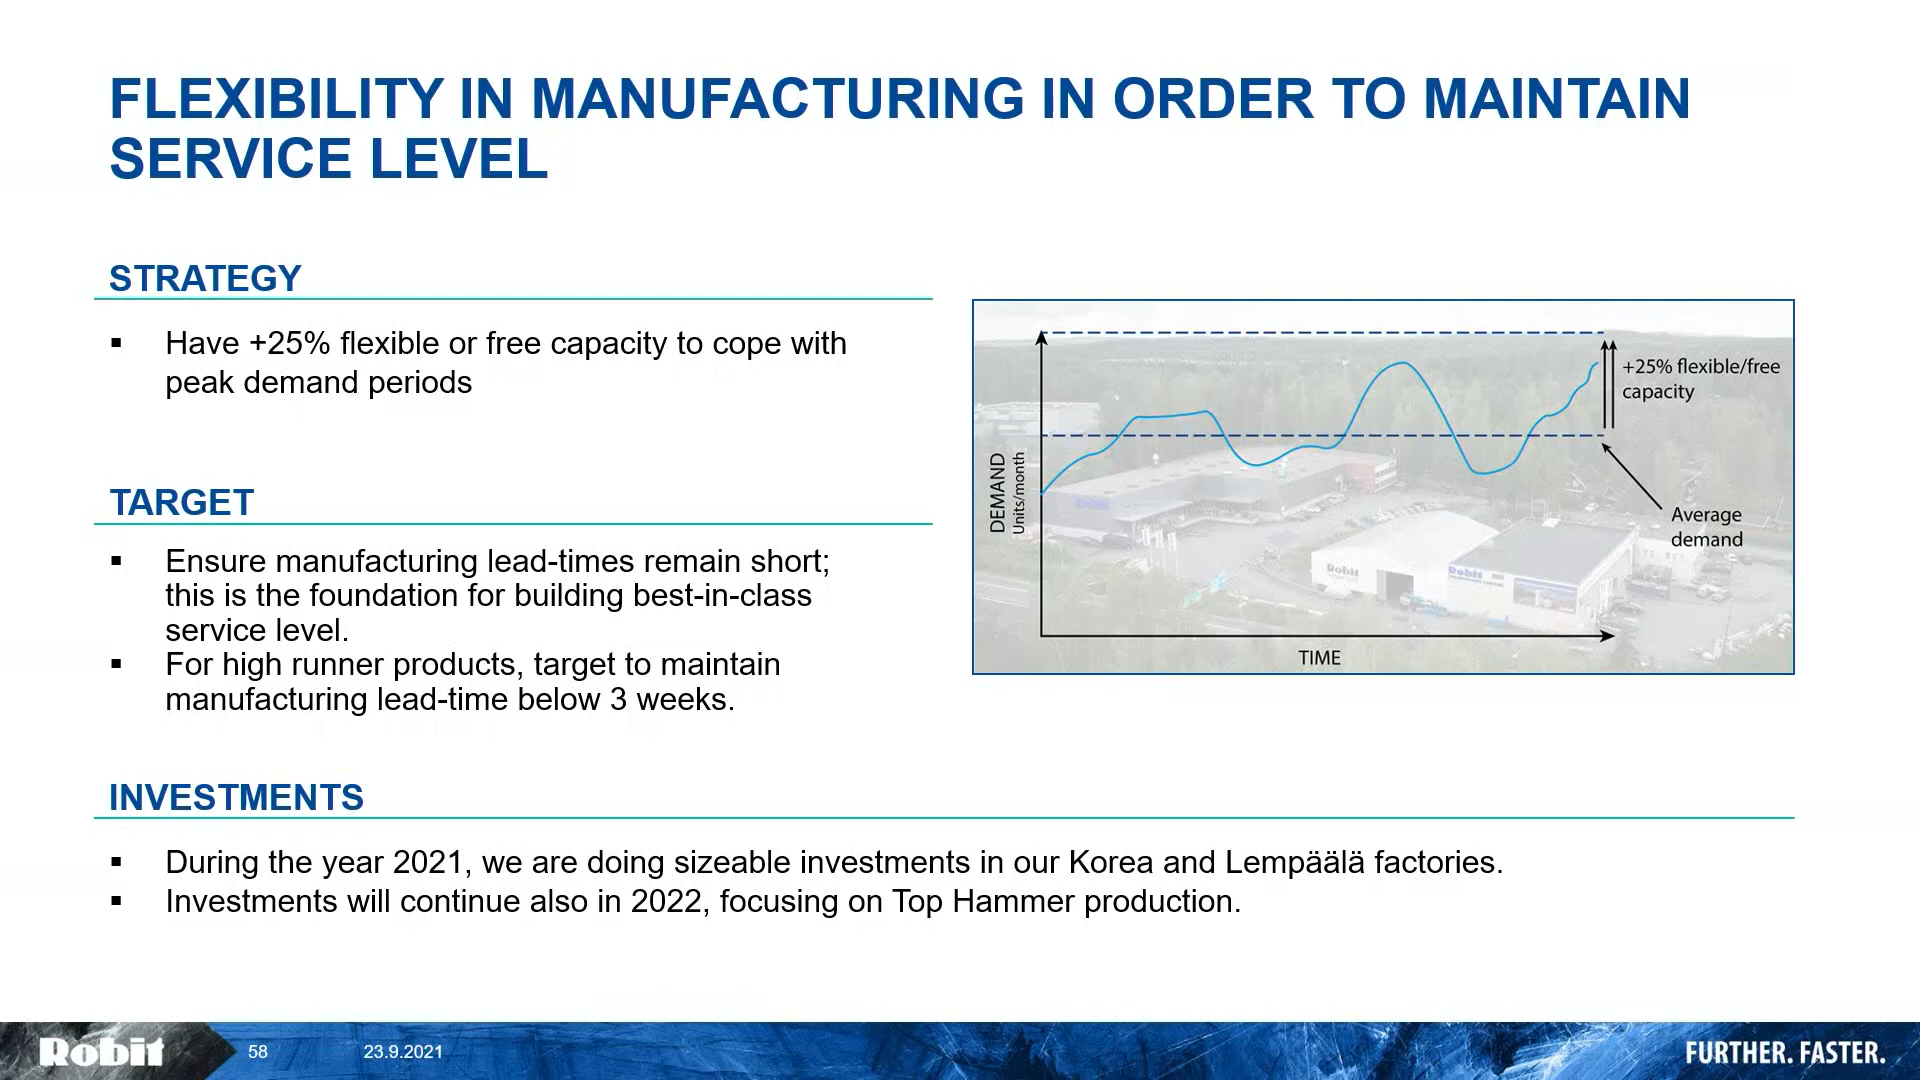 FLEXIBILITY IN MANUFACTURING IN ORDER TO MAINTAIN
SERVICE LEVEL
STRATEGY
▪ Have +25% flexible or free capacity to cope with
peak demand periods
TARGET
▪ Ensure manufacturing lead-times remain short;
this is the foundation for building best-in-class
service level.
▪ For high runner products, target to maintain
manufacturing lead-time below 3 weeks.
DEMAND
Units/month
TIME
+25% flexible/free
capacity
Average
demand
Robit
Robit
INVESTMENTS
▪ During the year 2021, we are doing sizeable investments in our Korea and Lempäälä factories.
▪ Investments will continue also in 2022, focusing on Top Hammer production.
Robit
58
23.9.2021
FURTHER. FASTER.